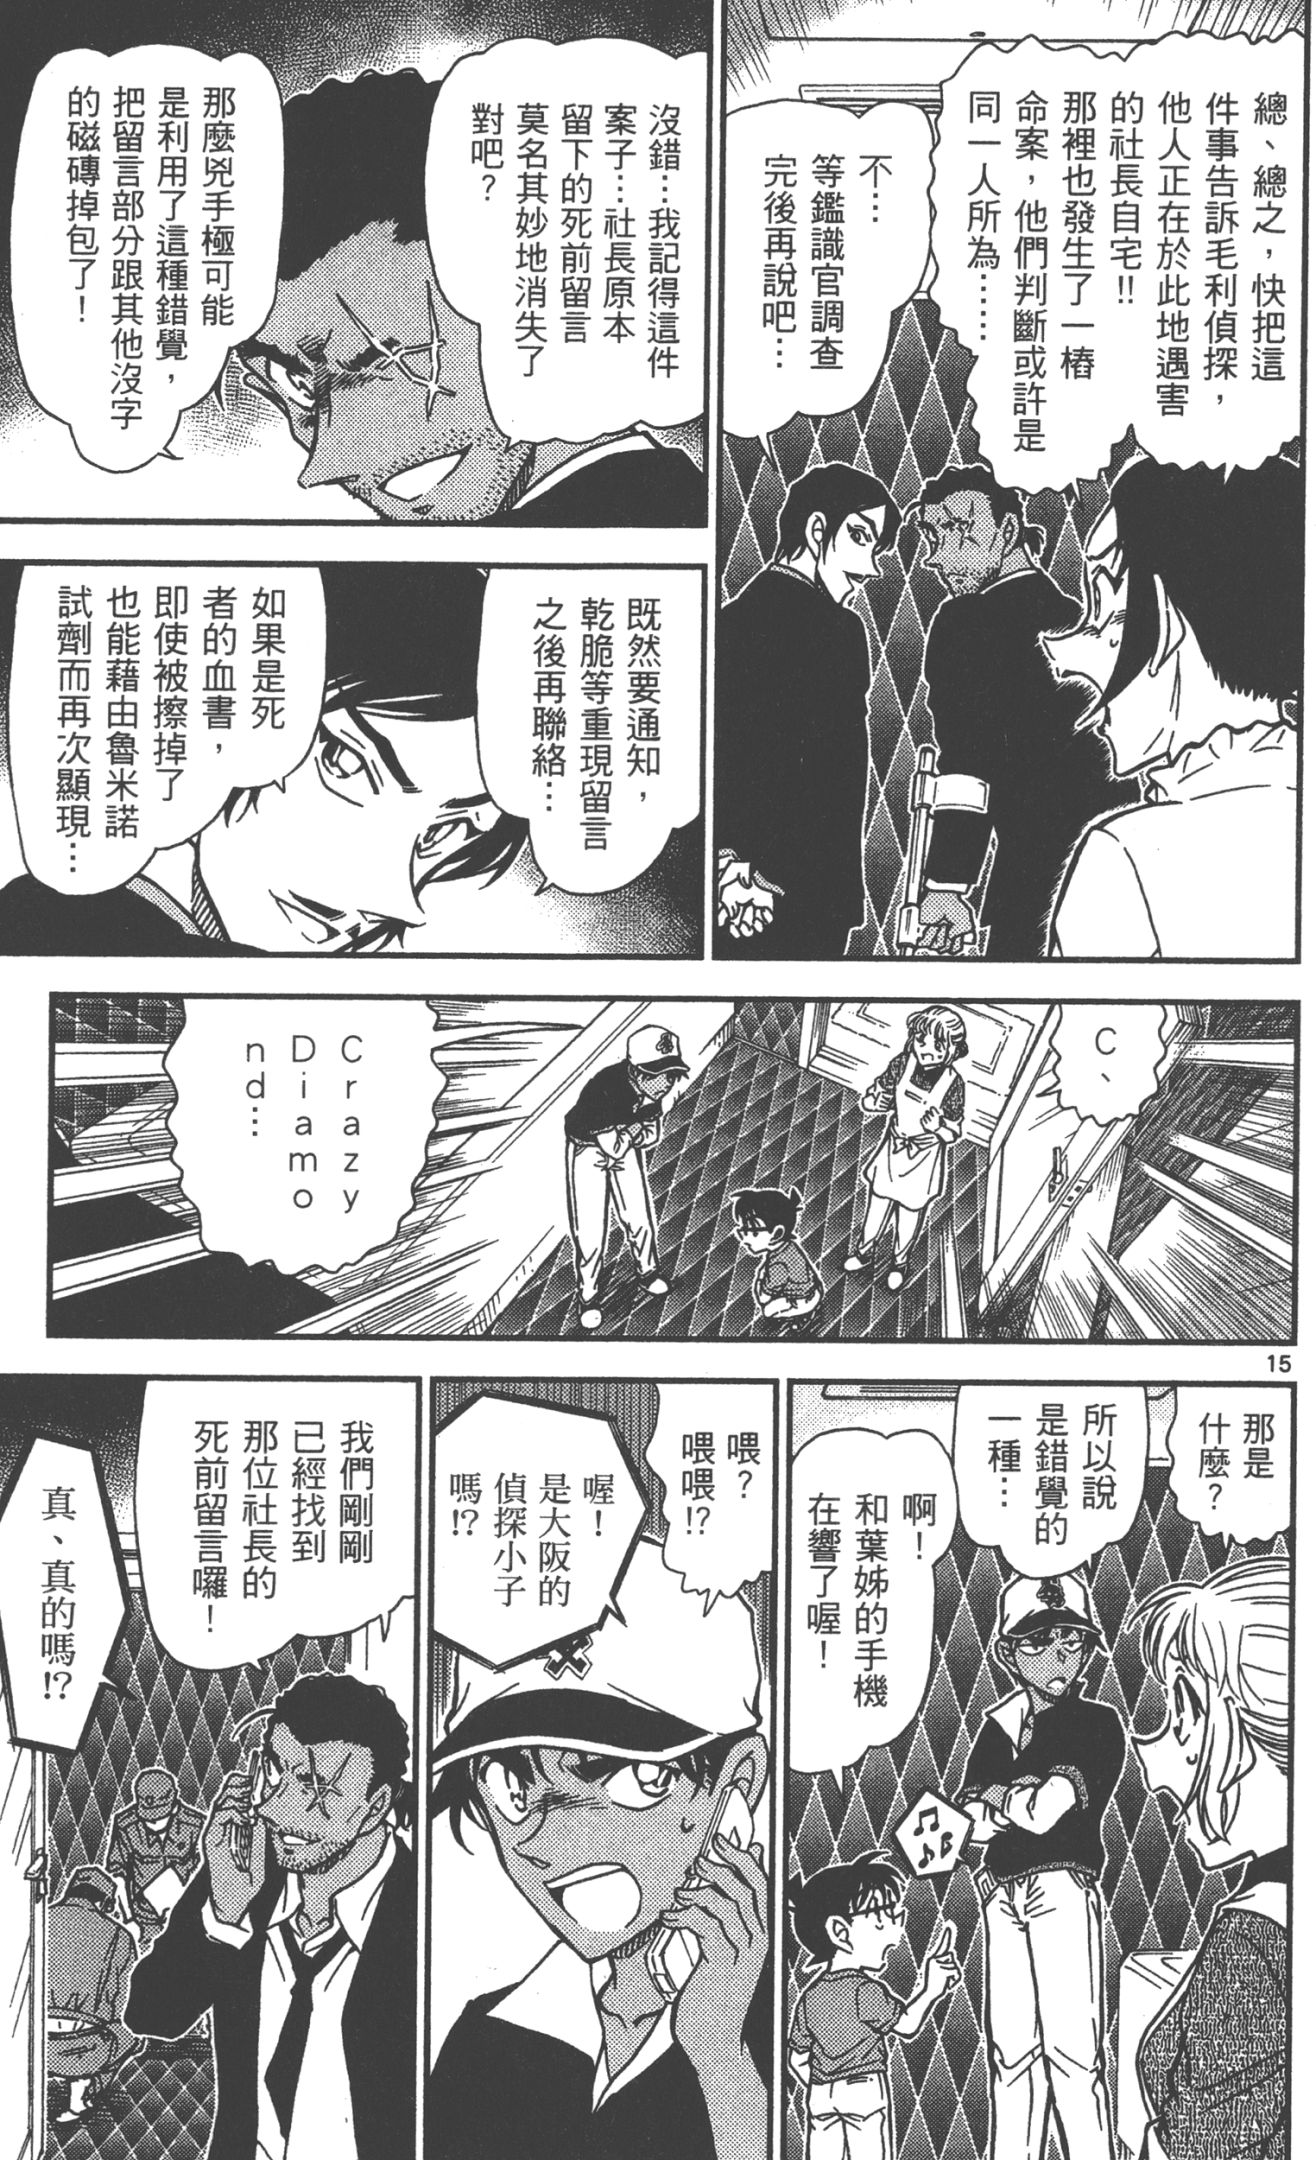 總、總之，快把這
件事告訴毛利偵探，
他人正在於此地遇害
的社長自宅!!
那裡也發生了一樁
命案，他們判斷或許是
同一人所為……
不…
等鑑識官調查
完後再說吧…
沒錯…我記得這件
案子…社長原本
留下的死前留言
莫名其妙地消失了
對吧？
那麼兇手極可能
是利用了這種錯覺，
把留言部分跟其他沒字
的磁磚掉包了！
既然要通知，
乾脆等重現留言
之後再聯絡…
如果是死
者的血書，
即使被擦掉了
也能藉由魯米諾
試劑而再次顯現…
C、
Crazy
Diamo
nd…
15
那是
什麼？
所以說
是錯覺的
一種…
啊！
和葉姊的手機
在響了喔！
喂？
喂喂!?
喔！
是大阪的
偵探小子
嗎!?
我們剛剛
已經找到
那位社長的
死前留言囉！
真、真的嗎!?